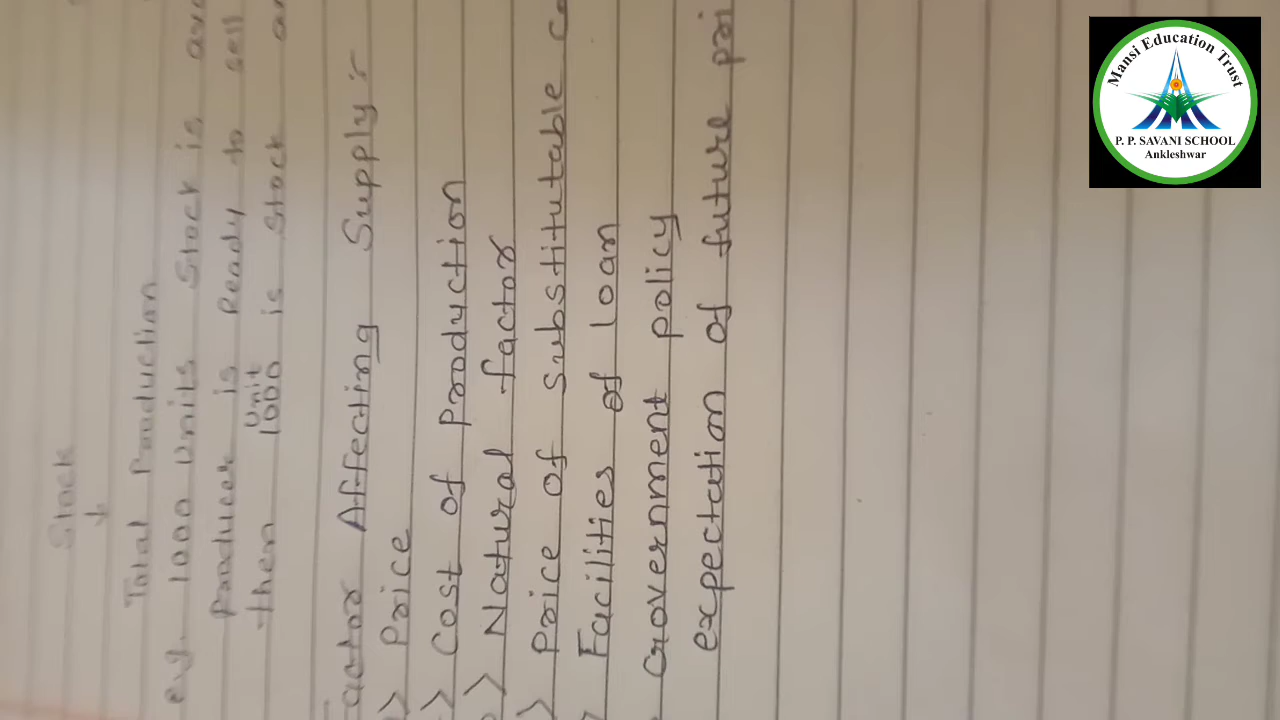 Stock
↓
Total Production
e.g. 1000 units Stock is
Producer is Ready to sell
then 1000 Unit is Stock
actor Affecting Supply :-
> Price
> Cost of production
> Natural factor
> Price of substitutable
Facilities of loan
Government policy
expectation of future pri
Mansi Education Trust
P. P. SAVANI SCHOOL
Ankleshwar